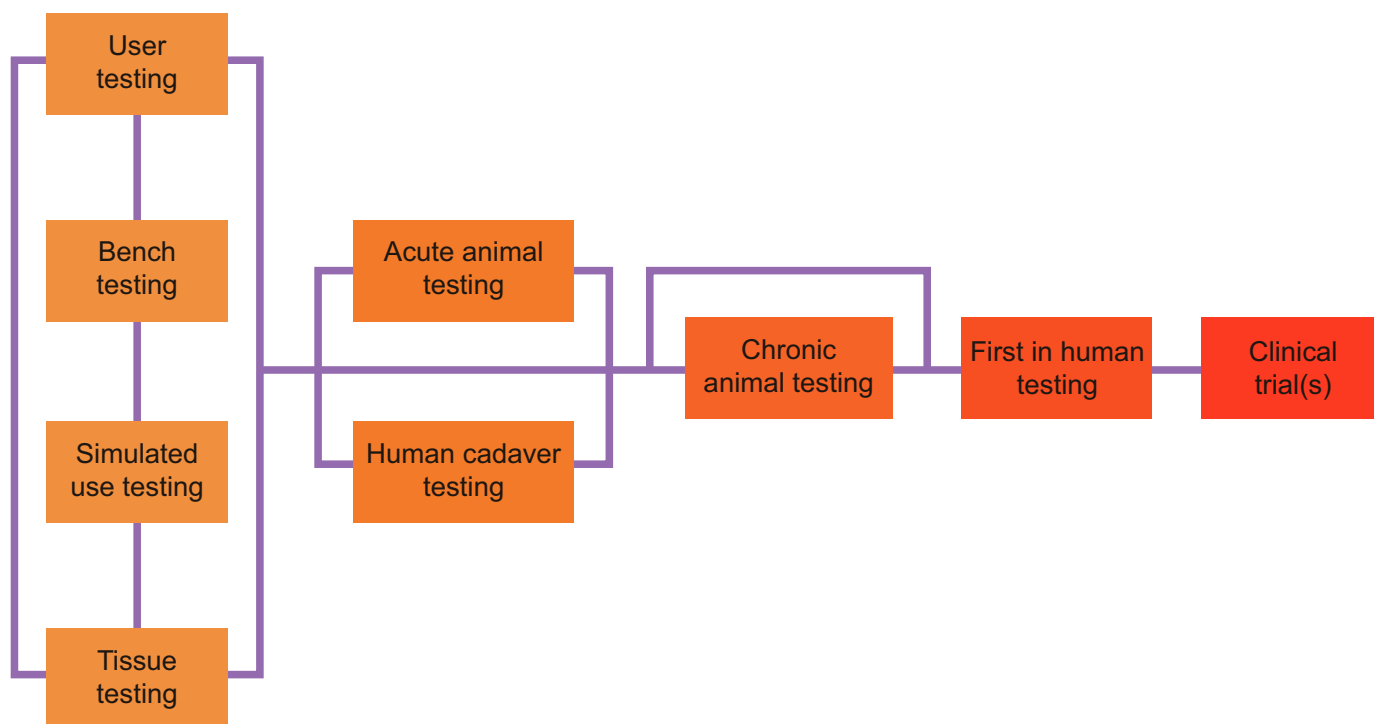 User
testing
Bench
testing
Simulated
use testing
Tissue
testing
Acute animal
testing
Human cadaver
testing
Chronic
animal testing
First in human
testing
Clinical
trial(s)